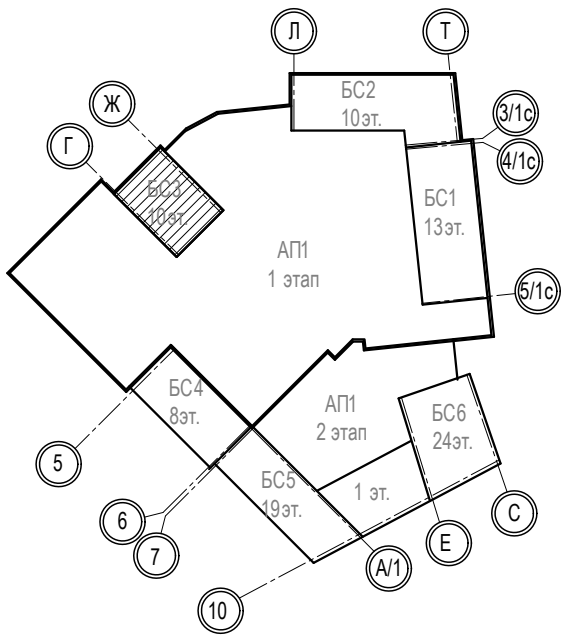 Л
Т
Ж
БС2
10эт.
3/1с
Г
4/1с
БС3
10эт.
БС1
13эт.
АП1
1 этап
5/1с
БС4
8эт.
АП1
2 этап
БС6
24эт.
5
БС5
19эт.
1 эт.
6
С
Е
7
А/1
10